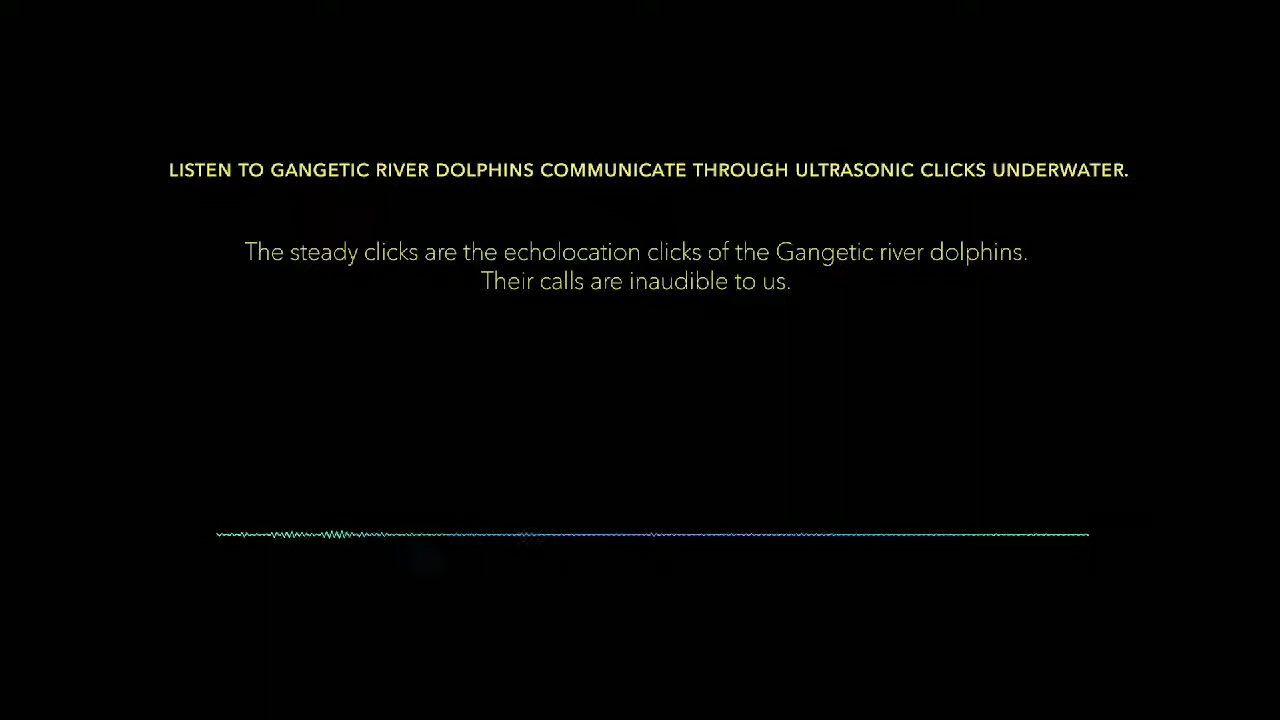 LISTEN TO GANGETIC RIVER DOLPHINS COMMUNICATE THROUGH ULTRASONIC CLICKS UNDERWATER.
The steady clicks are the echolocation clicks of the Gangetic river dolphins.
Their calls are inaudible to us.